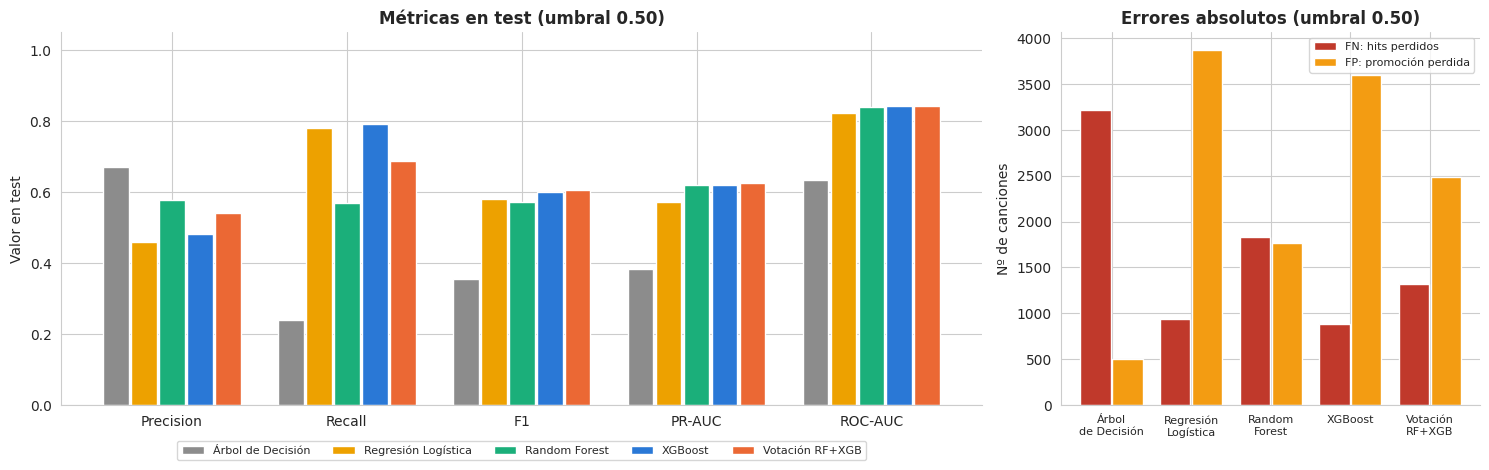 Métricas en test (umbral 0.50)
Valor en test
1.0
0.8
0.6
0.4
0.2
0.0
Precision
Recall
F1
PR-AUC
ROC-AUC
Árbol de Decisión
Regresión Logística
Random Forest
XGBoost
Votación RF+XGB
Errores absolutos (umbral 0.50)
FN: hits perdidos
FP: promoción perdida
Nº de canciones
4000
3500
3000
2500
2000
1500
1000
500
0
Árbol
de Decisión
Regresión
Logística
Random
Forest
XGBoost
Votación
RF+XGB